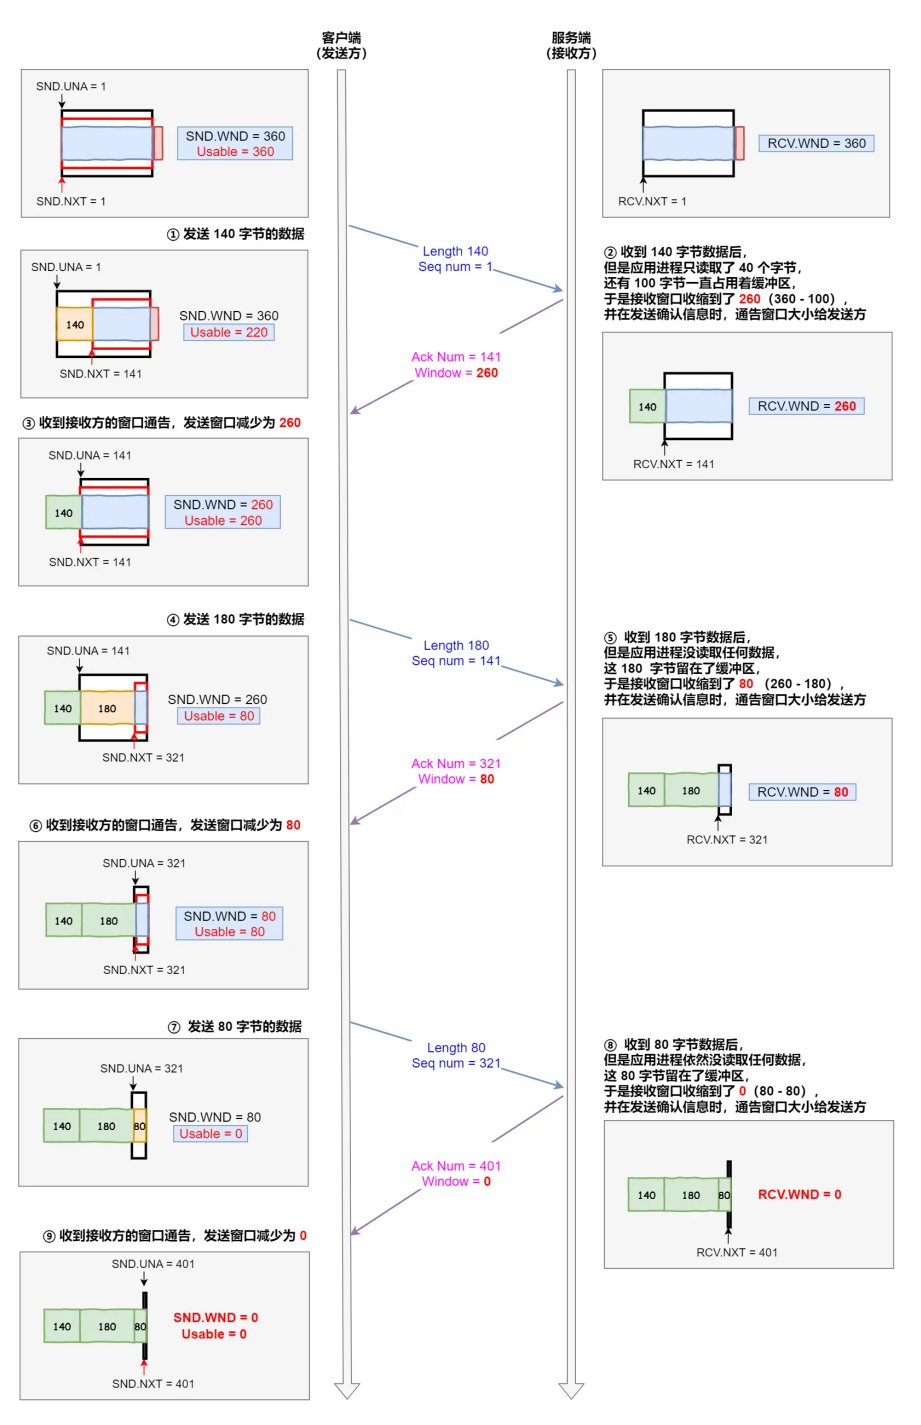 客户端
（发送方）
服务端
（接收方）
SND.UNA = 1
SND.WND = 360
Usable = 360
SND.NXT = 1
RCV.WND = 360
RCV.NXT = 1
① 发送 140 字节的数据
Length 140
Seq num = 1
② 收到 140 字节数据后，
但是应用进程只读取了 40 个字节，
还有 100 字节一直占用着缓冲区，
于是接收窗口收缩到了 260（360 - 100），
并在发送确认信息时，通告窗口大小给发送方
SND.UNA = 1
140
SND.WND = 360
Usable = 220
SND.NXT = 141
Ack Num = 141
Window = 260
140
RCV.WND = 260
RCV.NXT = 141
③ 收到接收方的窗口通告，发送窗口减少为 260
SND.UNA = 141
140
SND.WND = 260
Usable = 260
SND.NXT = 141
④ 发送 180 字节的数据
Length 180
Seq num = 141
⑤ 收到 180 字节数据后，
但是应用进程没读取任何数据，
这 180 字节留在了缓冲区，
于是接收窗口收缩到了 80 （260 - 180），
并在发送确认信息时，通告窗口大小给发送方
SND.UNA = 141
140
180
SND.WND = 260
Usable = 80
SND.NXT = 321
Ack Num = 321
Window = 80
140
180
RCV.WND = 80
RCV.NXT = 321
⑥ 收到接收方的窗口通告，发送窗口减少为 80
SND.UNA = 321
140
180
SND.WND = 80
Usable = 80
SND.NXT = 321
⑦ 发送 80 字节的数据
Length 80
Seq num = 321
⑧ 收到 80 字节数据后，
但是应用进程依然没读取任何数据，
这 80 字节留在了缓冲区，
于是接收窗口收缩到了 0（80 - 80），
并在发送确认信息时，通告窗口大小给发送方
SND.UNA = 321
140
180
80
SND.WND = 80
Usable = 0
Ack Num = 401
Window = 0
140
180
80
RCV.WND = 0
RCV.NXT = 401
⑨ 收到接收方的窗口通告，发送窗口减少为 0
SND.UNA = 401
140
180
80
SND.WND = 0
Usable = 0
SND.NXT = 401